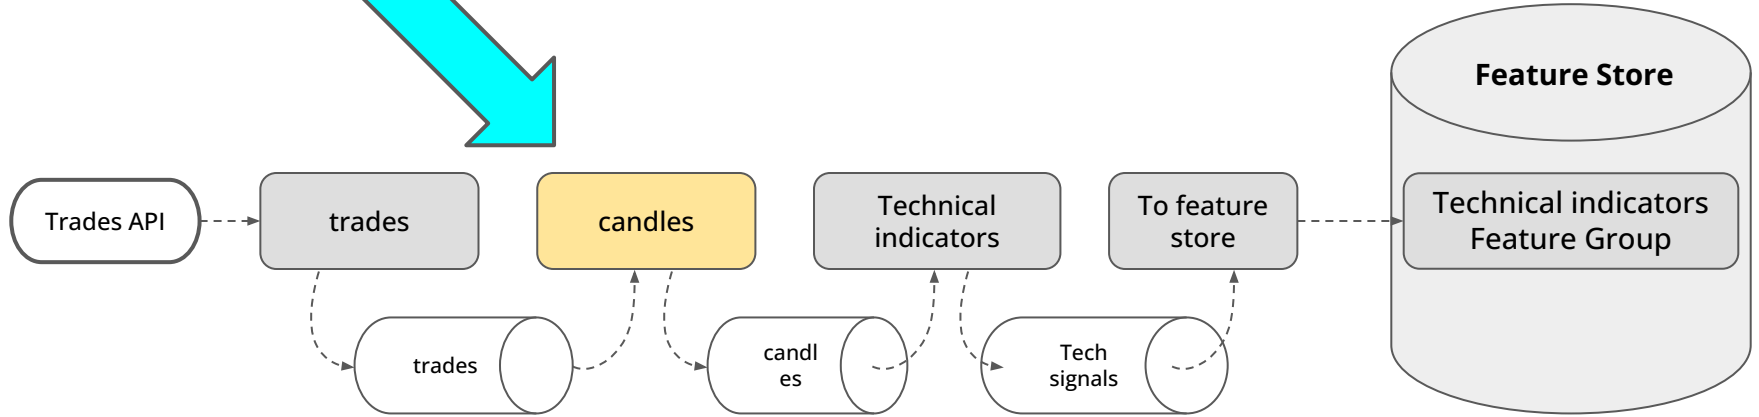 Feature Store
Trades API
trades
candles
Technical
indicators
To feature
store
Technical indicators
Feature Group
trades
candl
es
Tech
signals